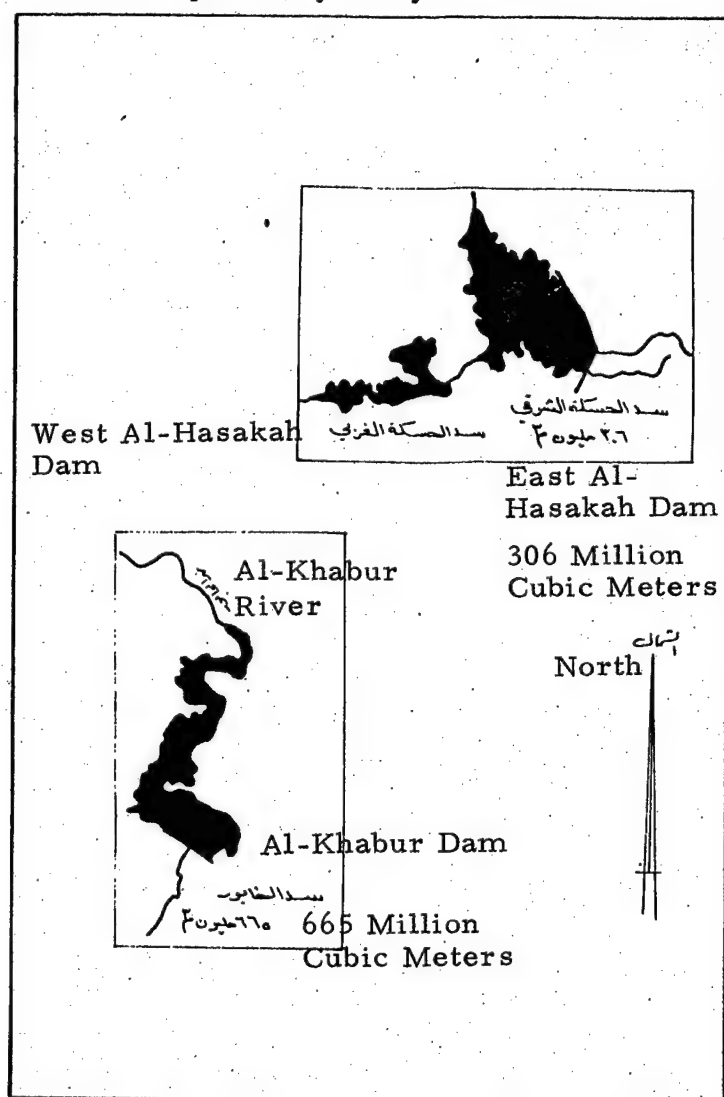 سد الحسكة الشرقي
٣٠٦ مليون م٣
سد الحسكة الغربي
West Al-Hasakah
Dam
East Al-
Hasakah Dam
306 Million
Cubic Meters
Al-Khabur
River
الشمال
North
Al-Khabur Dam
سد الخابور
٦٦٥ مليون م٣
665 Million
Cubic Meters